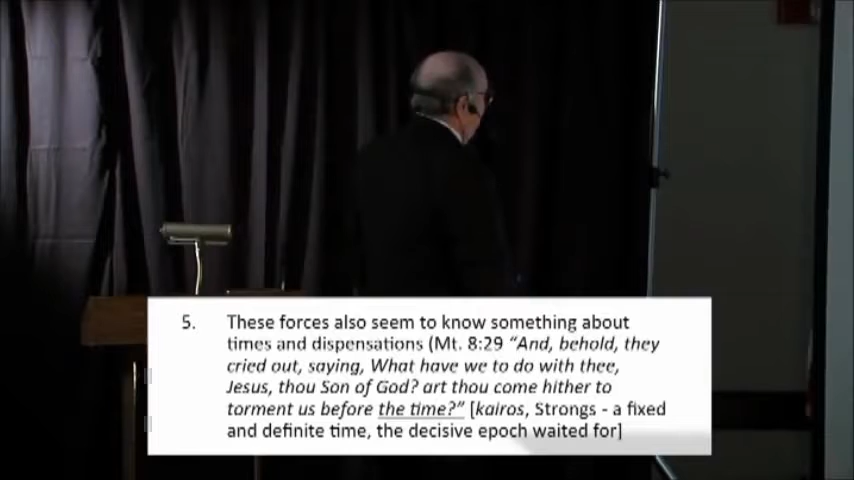 5. These forces also seem to know something about
times and dispensations (Mt. 8:29 “And, behold, they
cried out, saying, What have we to do with thee,
Jesus, thou Son of God? art thou come hither to
torment us before the time?” [kairos, Strongs - a fixed
and definite time, the decisive epoch waited for]